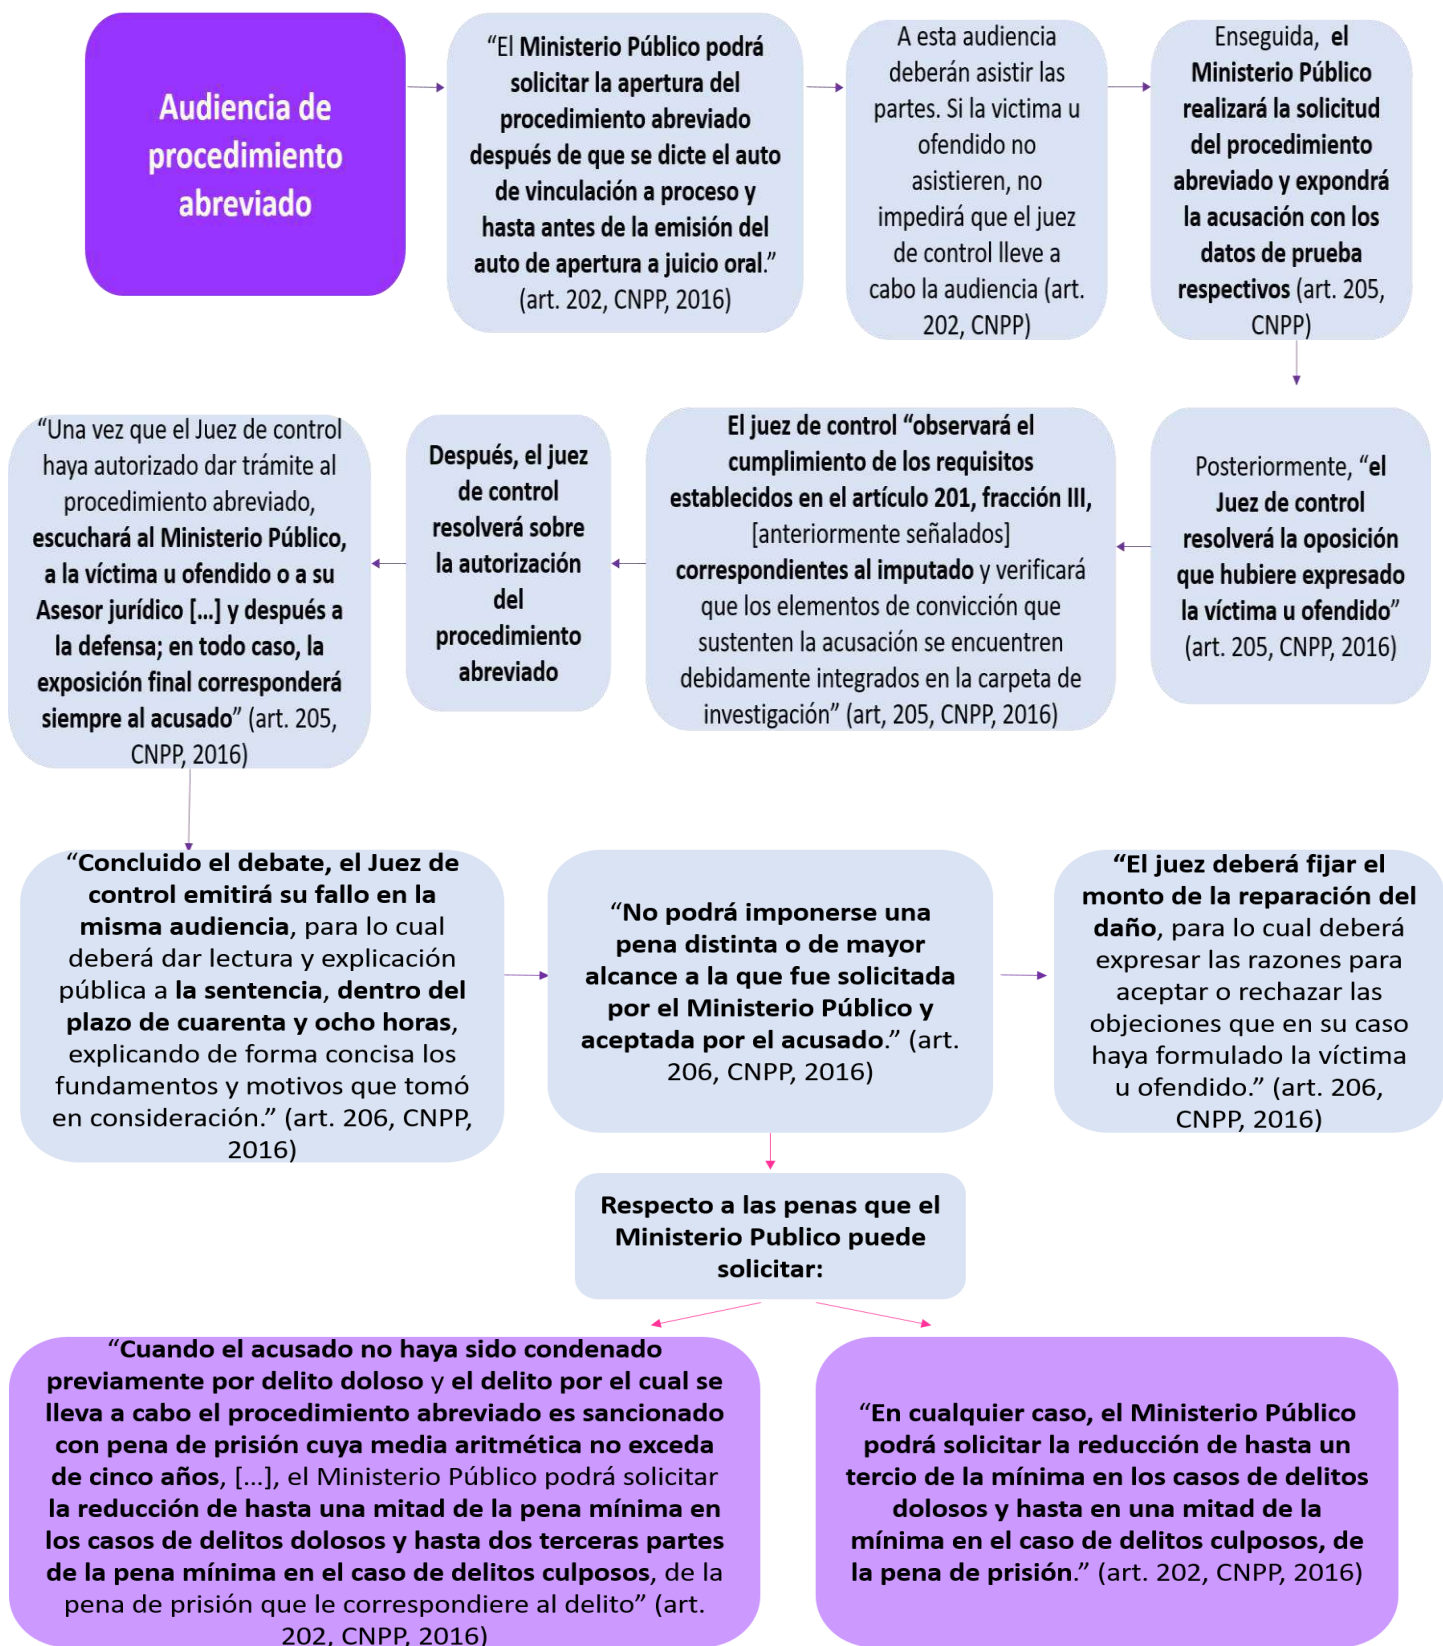 Audiencia de
procedimiento
abreviado
“El Ministerio Público podrá
solicitar la apertura del
procedimiento abreviado
después de que se dicte el auto
de vinculación a proceso y
hasta antes de la emisión del
auto de apertura a juicio oral.”
(art. 202, CNPP, 2016)
A esta audiencia
deberán asistir las
partes. Si la victima u
ofendido no
asistieren, no
impedirá que el juez
de control lleve a
cabo la audiencia (art.
202, CNPP)
Enseguida, el
Ministerio Público
realizará la solicitud
del procedimiento
abreviado y expondrá
la acusación con los
datos de prueba
respectivos (art. 205,
CNPP)
Posteriormente, “el
Juez de control
resolverá la oposición
que hubiere expresado
la víctima u ofendido”
(art. 205, CNPP, 2016)
El juez de control “observará el
cumplimiento de los requisitos
establecidos en el artículo 201, fracción III,
[anteriormente señalados]
correspondientes al imputado y verificará
que los elementos de convicción que
sustenten la acusación se encuentren
debidamente integrados en la carpeta de
investigación” (art, 205, CNPP, 2016)
Después, el juez
de control
resolverá sobre
la autorización
del
procedimiento
abreviado
“Una vez que el Juez de control
haya autorizado dar trámite al
procedimiento abreviado,
escuchará al Ministerio Público,
a la víctima u ofendido o a su
Asesor jurídico [...] y después a
la defensa; en todo caso, la
exposición final corresponderá
siempre al acusado” (art. 205,
CNPP, 2016)
“Concluido el debate, el Juez de
control emitirá su fallo en la
misma audiencia, para lo cual
deberá dar lectura y explicación
pública a la sentencia, dentro del
plazo de cuarenta y ocho horas,
explicando de forma concisa los
fundamentos y motivos que tomó
en consideración.” (art. 206, CNPP,
2016)
“No podrá imponerse una
pena distinta o de mayor
alcance a la que fue solicitada
por el Ministerio Público y
aceptada por el acusado.” (art.
206, CNPP, 2016)
“El juez deberá fijar el
monto de la reparación del
daño, para lo cual deberá
expresar las razones para
aceptar o rechazar las
objeciones que en su caso
haya formulado la víctima
u ofendido.” (art. 206,
CNPP, 2016)
Respecto a las penas que el
Ministerio Publico puede
solicitar:
“Cuando el acusado no haya sido condenado
previamente por delito doloso y el delito por el cual se
lleva a cabo el procedimiento abreviado es sancionado
con pena de prisión cuya media aritmética no exceda
de cinco años, [...], el Ministerio Público podrá solicitar
la reducción de hasta una mitad de la pena mínima en
los casos de delitos dolosos y hasta dos terceras partes
de la pena mínima en el caso de delitos culposos, de la
pena de prisión que le correspondiere al delito” (art.
202, CNPP, 2016)
“En cualquier caso, el Ministerio Público
podrá solicitar la reducción de hasta un
tercio de la mínima en los casos de delitos
dolosos y hasta en una mitad de la
mínima en el caso de delitos culposos, de
la pena de prisión.” (art. 202, CNPP, 2016)